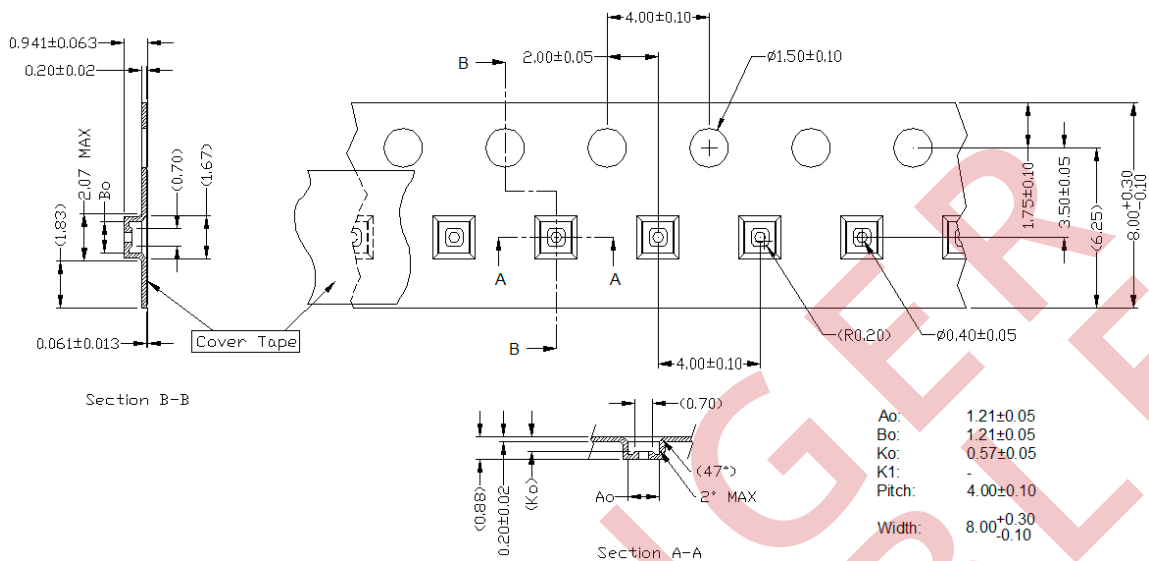 4.00±0.10
0.941±0.063
2.00±0.05
B
⌀1.50±0.10
0.20±0.02
2.07 MAX
Bo
(0.70)
(1.67)
(1.83)
1.75±0.10
3.50±0.05
(6.25)
8.00+0.30-0.10
A
A
0.061±0.013
Cover Tape
B
(R0.20)
⌀0.40±0.05
4.00±0.10
Section B-B
(0.70)
(0.88)
0.20±0.02
(Ko)
(47°)
2° MAX
Ao
Section A-A
Ao: 1.21±0.05
Bo: 1.21±0.05
Ko: 0.57±0.05
K1: -
Pitch: 4.00±0.10
Width: 8.00+0.30-0.10